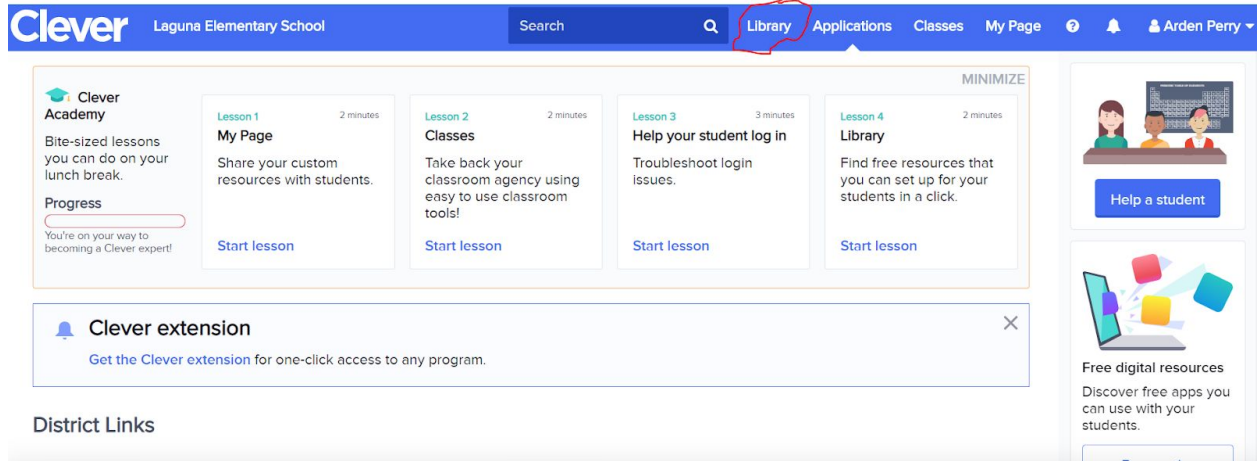 Clever Laguna Elementary School Search Library Applications Classes My Page ? Arden Perry
MINIMIZE
Clever
Academy
Bite-sized lessons
you can do on your
lunch break.
Progress
You're on your way to
becoming a Clever expert!
Lesson 1 2 minutes
My Page
Share your custom
resources with students.
Start lesson
Lesson 2 2 minutes
Classes
Take back your
classroom agency using
easy to use classroom
tools!
Start lesson
Lesson 3 3 minutes
Help your student log in
Troubleshoot login
issues.
Start lesson
Lesson 4 2 minutes
Library
Find free resources that
you can set up for your
students in a click.
Start lesson
Help a student
Clever extension
Get the Clever extension for one-click access to any program.
Free digital resources
Discover free apps you
can use with your
students.
District Links